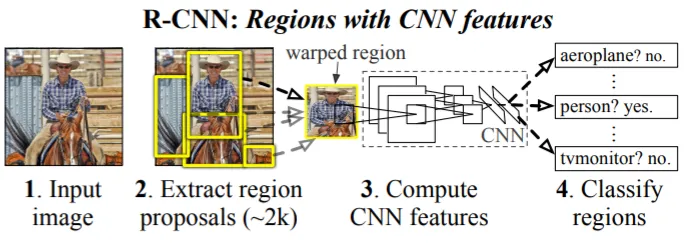 R-CNN: Regions with CNN features
warped region
aeroplane? no.
person? yes.
tvmonitor? no.
CNN
1. Input
image
2. Extract region
proposals (~2k)
3. Compute
CNN features
4. Classify
regions